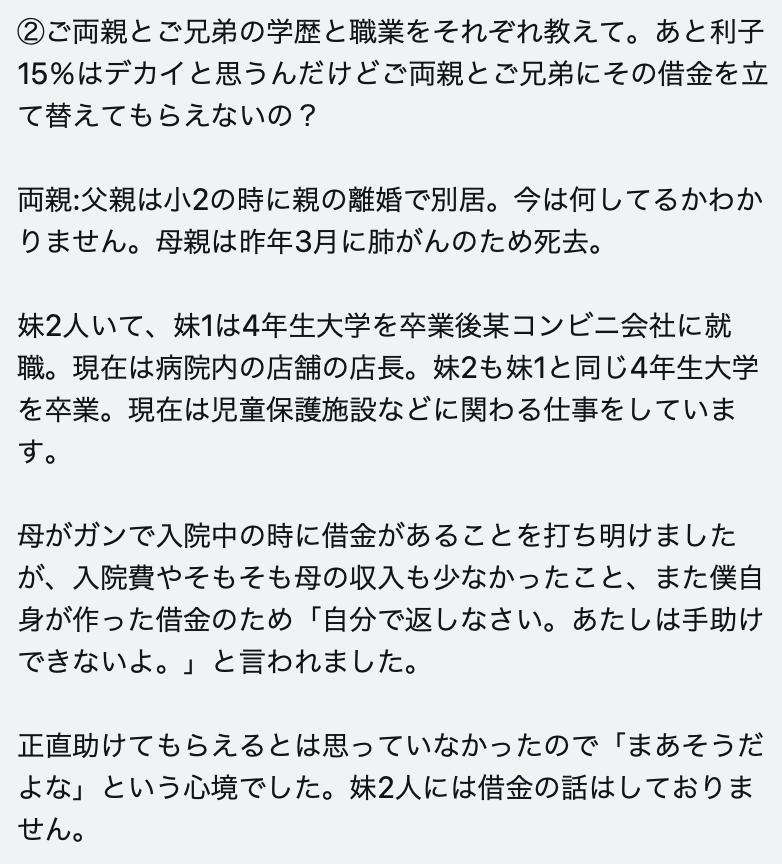 ②ご両親とご兄弟の学歴と職業をそれぞれ教えて。あと利子
15%はデカイと思うんだけどご両親とご兄弟にその借金を立
て替えてもらえないの？
両親:父親は小2の時に親の離婚で別居。今は何してるかわか
りません。母親は昨年3月に肺がんのため死去。
妹2人いて、妹1は4年生大学を卒業後某コンビニ会社に就
職。現在は病院内の店舗の店長。妹2も妹1と同じ4年生大学
を卒業。現在は児童保護施設などに関わる仕事をしていま
す。
母がガンで入院中の時に借金があることを打ち明けました
が、入院費やそもそも母の収入も少なかったこと、また僕自
身が作った借金のため「自分で返しなさい。あたしは手助け
できないよ。」と言われました。
正直助けてもらえるとは思っていなかったので「まあそうだ
よな」という心境でした。妹2人には借金の話はしておりま
せん。